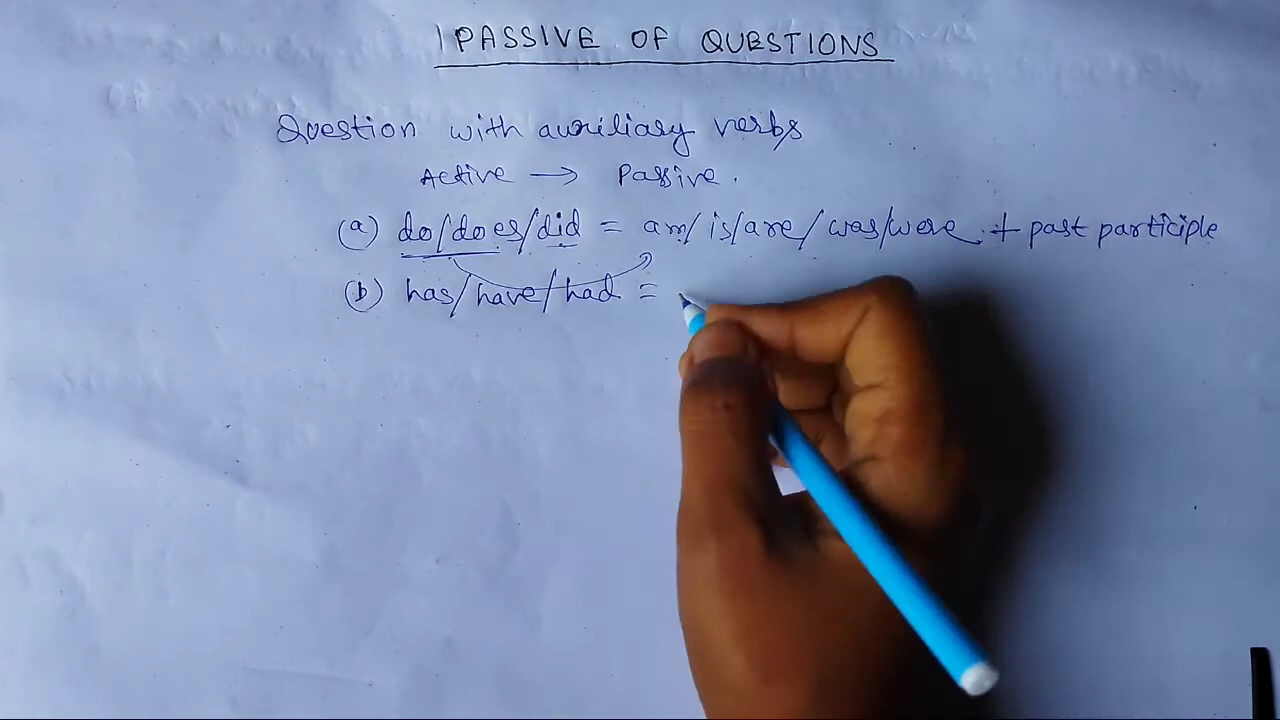 PASSIVE OF QUESTIONS
Question with auxiliary verbs
Active → Passive.
(a) do/does/did = am/is/are/was/were + past participle
(b) has/have/had =